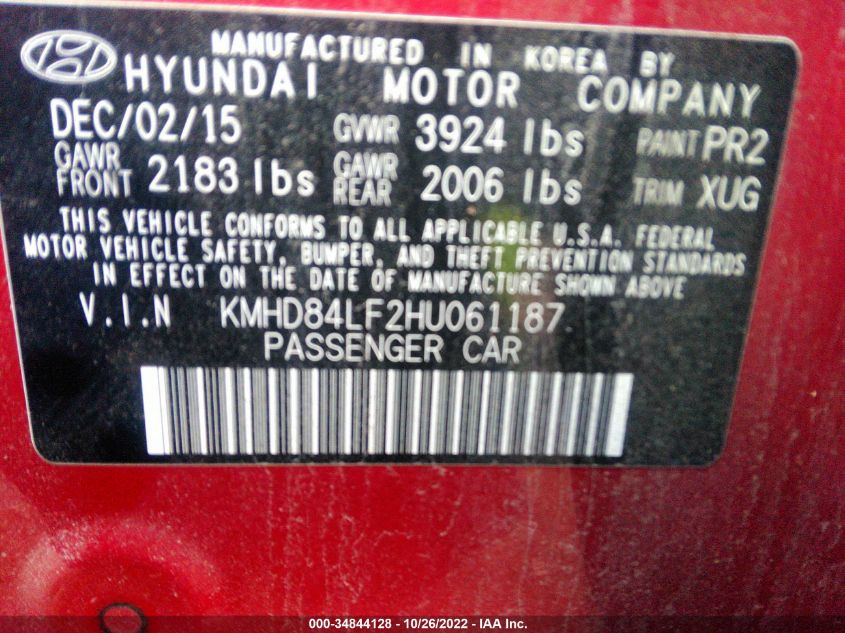 MANUFACTURED IN KOREA BY
HYUNDAI MOTOR COMPANY
DEC/02/15 GVWR 3924 lbs PAINT PR2
GAWR FRONT 2183 lbs GAWR REAR 2006 lbs TRIM XUG
THIS VEHICLE CONFORMS TO ALL APPLICABLE U.S.A. FEDERAL
MOTOR VEHICLE SAFETY, BUMPER, AND THEFT PREVENTION STANDARDS
IN EFFECT ON THE DATE OF MANUFACTURE SHOWN ABOVE
V.I.N KMHD84LF2HU061187
PASSENGER CAR
000-34844128 - 10/26/2022 - IAA Inc.